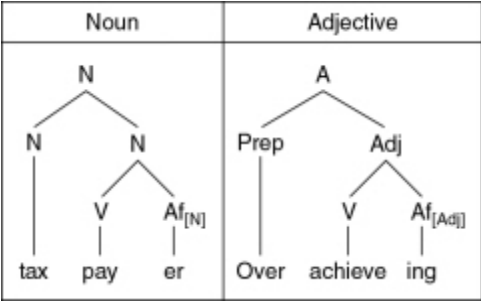 Noun Adjective
N A
N N Prep Adj
V Af[N] V Af[Adj]
tax pay er Over achieve ing